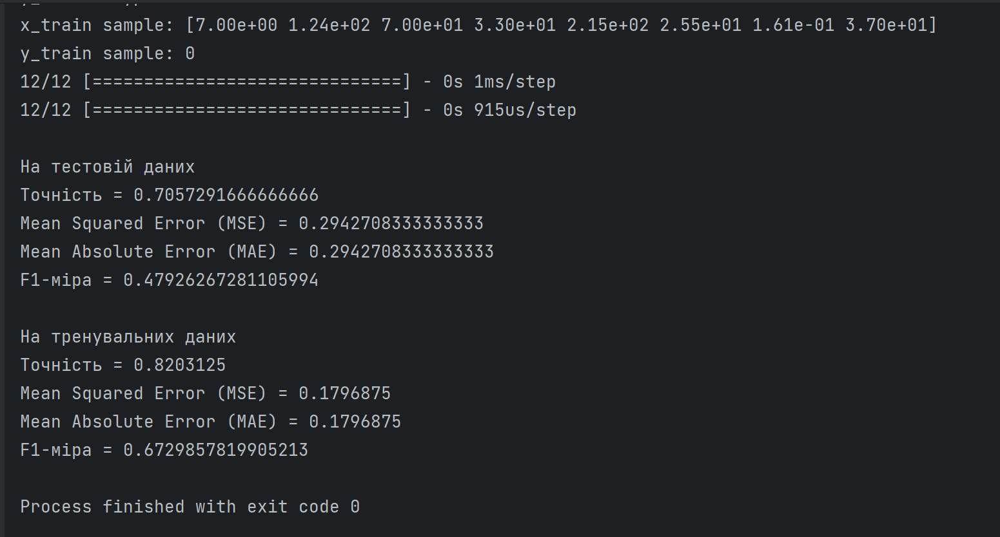 x_train sample: [7.00e+00 1.24e+02 7.00e+01 3.30e+01 2.15e+02 2.55e+01 1.61e-01 3.70e+01]
y_train sample: 0
12/12 [==============================] - 0s 1ms/step
12/12 [==============================] - 0s 915us/step
На тестовій даних
Точність = 0.7057291666666666
Mean Squared Error (MSE) = 0.2942708333333333
Mean Absolute Error (MAE) = 0.2942708333333333
F1-міра = 0.47926267281105994
На тренувальних даних
Точність = 0.8203125
Mean Squared Error (MSE) = 0.1796875
Mean Absolute Error (MAE) = 0.1796875
F1-міра = 0.6729857819905213
Process finished with exit code 0